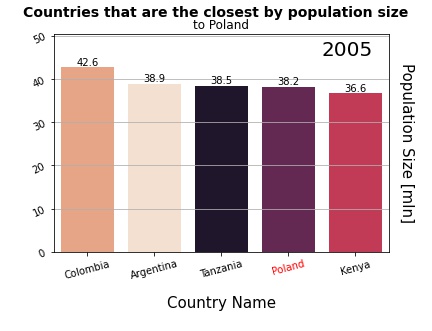 Countries that are the closest by population size
to Poland
2005
50
40
30
20
10
0
42.6
38.9
38.5
38.2
36.6
Colombia
Argentina
Tanzania
Poland
Kenya
Country Name
Population Size [mln]